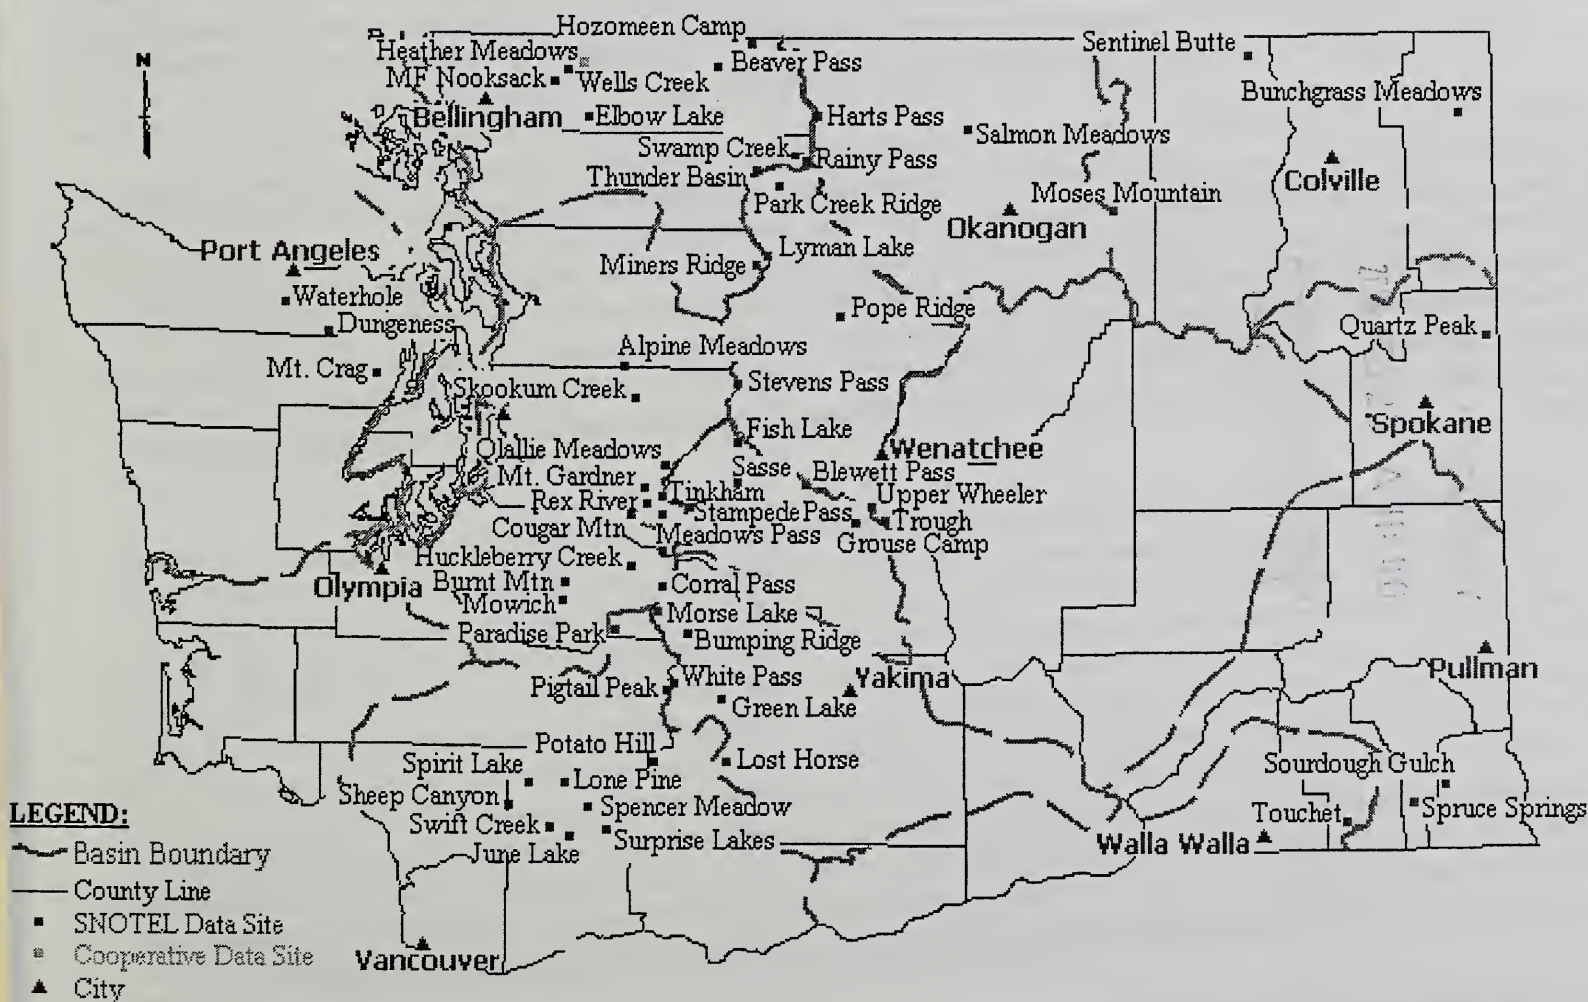 Hozomeen Camp
Heather Meadows
Sentinel Butte
N
MF Nooksack
Wells Creek
Beaver Pass
Bunchgrass Meadows
Bellingham
Elbow Lake
Harts Pass
Salmon Meadows
Swamp Creek
Rainy Pass
Thunder Basin
Colville
Park Creek Ridge
Moses Mountain
Okanogan
Port Angeles
Lyman Lake
Miners Ridge
Waterhole
Pope Ridge
Dungeness
Quartz Peak
Alpine Meadows
Mt. Crag
Skookum Creek
Stevens Pass
Fish Lake
Spokane
Olallie Meadows
Wenatchee
Mt. Gardner
Sasse
Blewett Pass
Rex River
Tinkham
Upper Wheeler
Cougar Mtn
Stampede Pass
Trough
Meadows Pass
Grouse Camp
Huckleberry Creek
Olympia
Burnt Mtn
Corral Pass
Mowich
Morse Lake
Paradise Park
Bumping Ridge
Pullman
White Pass
Yakima
Pigtail Peak
Green Lake
Potato Hill
Spirit Lake
Lone Pine
Lost Horse
Sourdough Gulch
Sheep Canyon
Spencer Meadow
Touchet
Spruce Springs
Swift Creek
Surprise Lakes
June Lake
Walla Walla
Vancouver
LEGEND:
Basin Boundary
County Line
SNOTEL Data Site
Cooperative Data Site
City